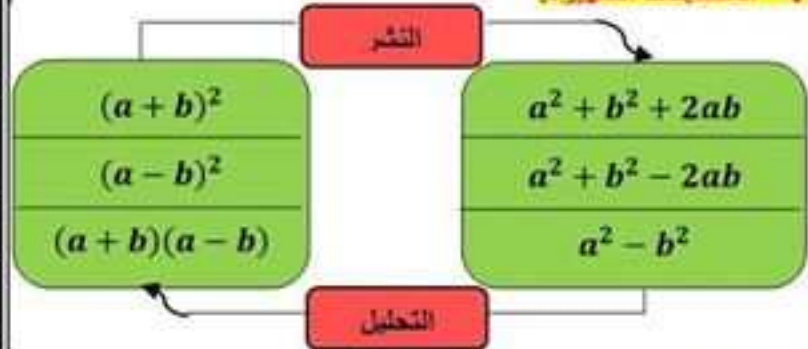 النشر
(a + b)²
(a − b)²
(a + b)(a − b)
a² + b² + 2ab
a² + b² − 2ab
a² − b²
التحليل